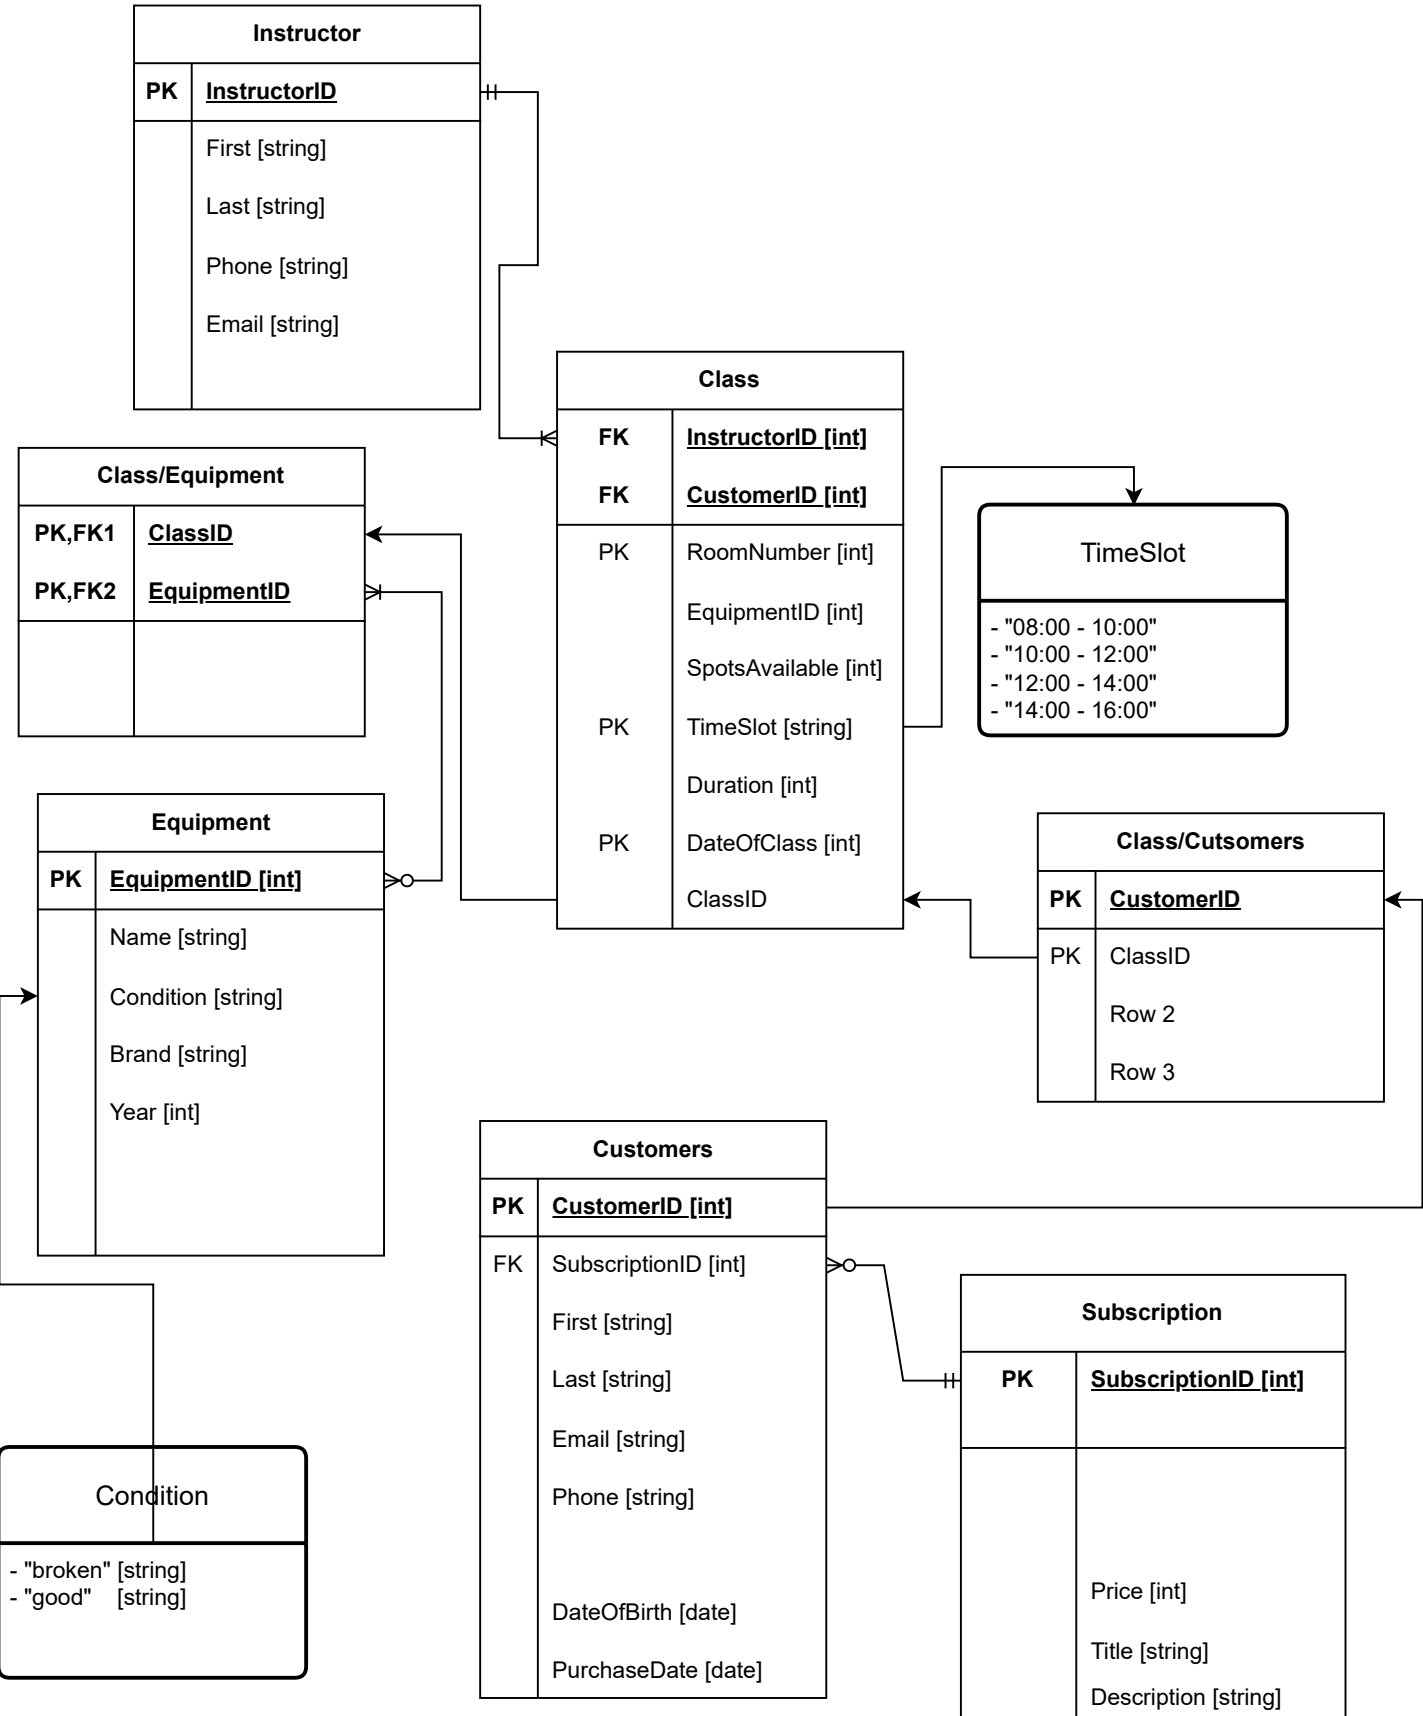 Instructor
PK InstructorID
First [string]
Last [string]
Phone [string]
Email [string]
Class
FK InstructorID [int]
FK CustomerID [int]
PK RoomNumber [int]
EquipmentID [int]
SpotsAvailable [int]
PK TimeSlot [string]
Duration [int]
PK DateOfClass [int]
ClassID
Class/Equipment
PK,FK1 ClassID
PK,FK2 EquipmentID
TimeSlot
- "08:00 - 10:00"
- "10:00 - 12:00"
- "12:00 - 14:00"
- "14:00 - 16:00"
Equipment
PK EquipmentID [int]
Name [string]
Condition [string]
Brand [string]
Year [int]
Class/Cutsomers
PK CustomerID
PK ClassID
Row 2
Row 3
Customers
PK CustomerID [int]
FK SubscriptionID [int]
First [string]
Last [string]
Email [string]
Phone [string]
DateOfBirth [date]
PurchaseDate [date]
Subscription
PK SubscriptionID [int]
Price [int]
Title [string]
Description [string]
Condition
- "broken" [string]
- "good" [string]